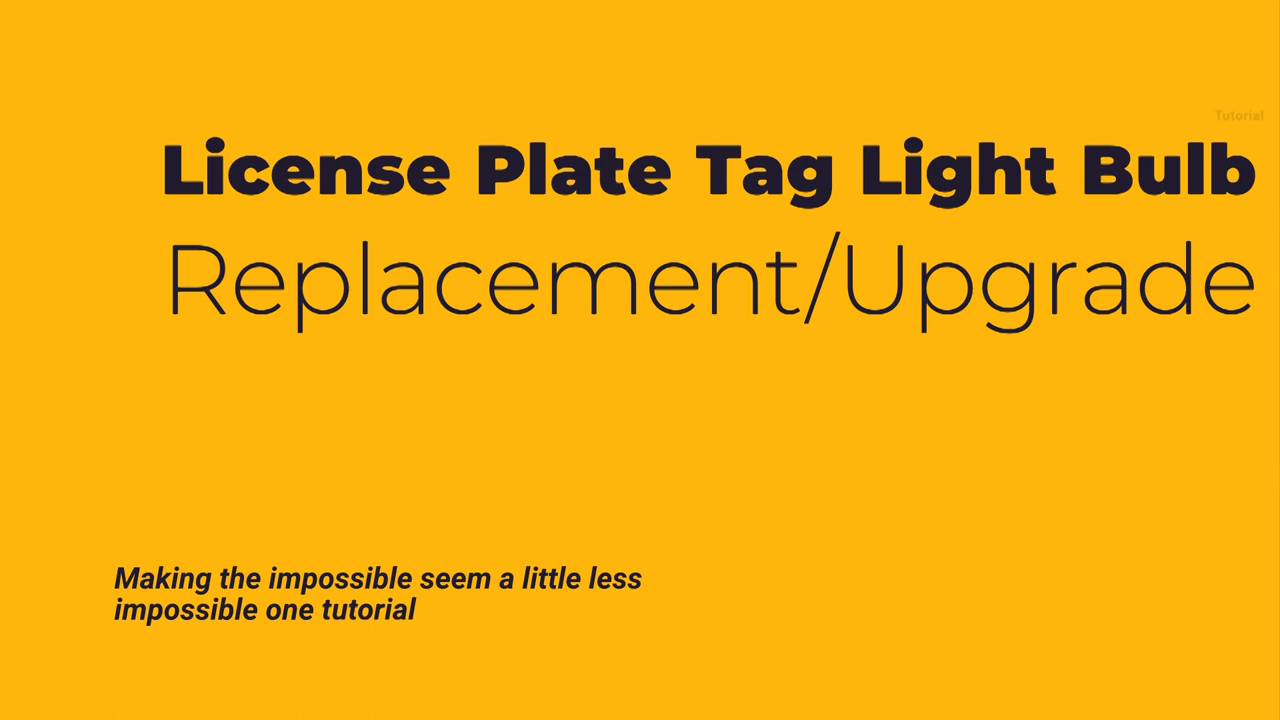 Tutorial
License Plate Tag Light Bulb
Replacement/Upgrade
Making the impossible seem a little less
impossible one tutorial